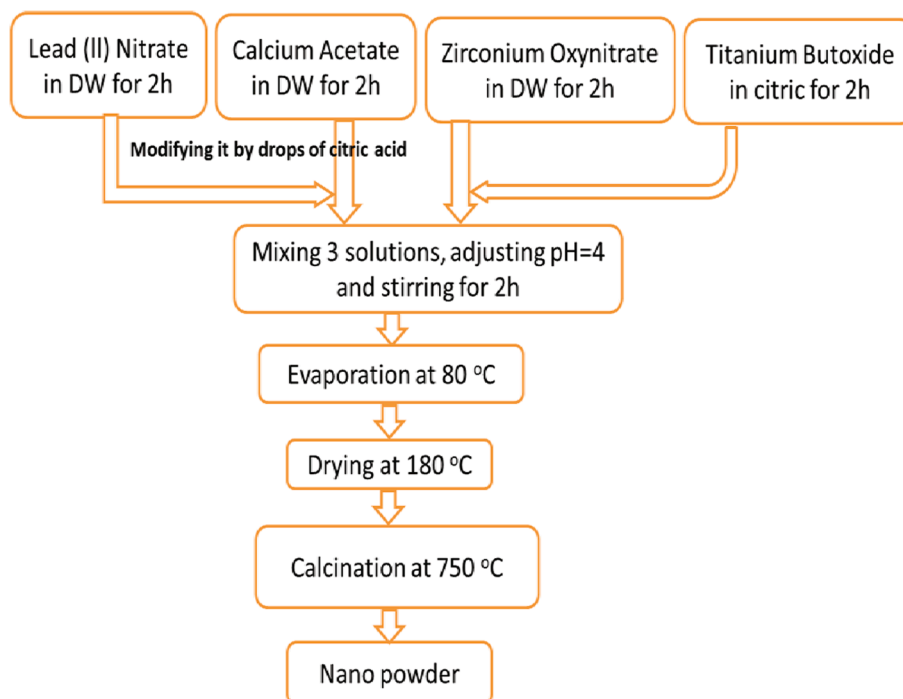 Lead (ll) Nitrate
in DW for 2h
Calcium Acetate
in DW for 2h
Zirconium Oxynitrate
in DW for 2h
Titanium Butoxide
in citric for 2h
Modifying it by drops of citric acid
Mixing 3 solutions, adjusting pH=4
and stirring for 2h
Evaporation at 80 °C
Drying at 180 °C
Calcination at 750 °C
Nano powder